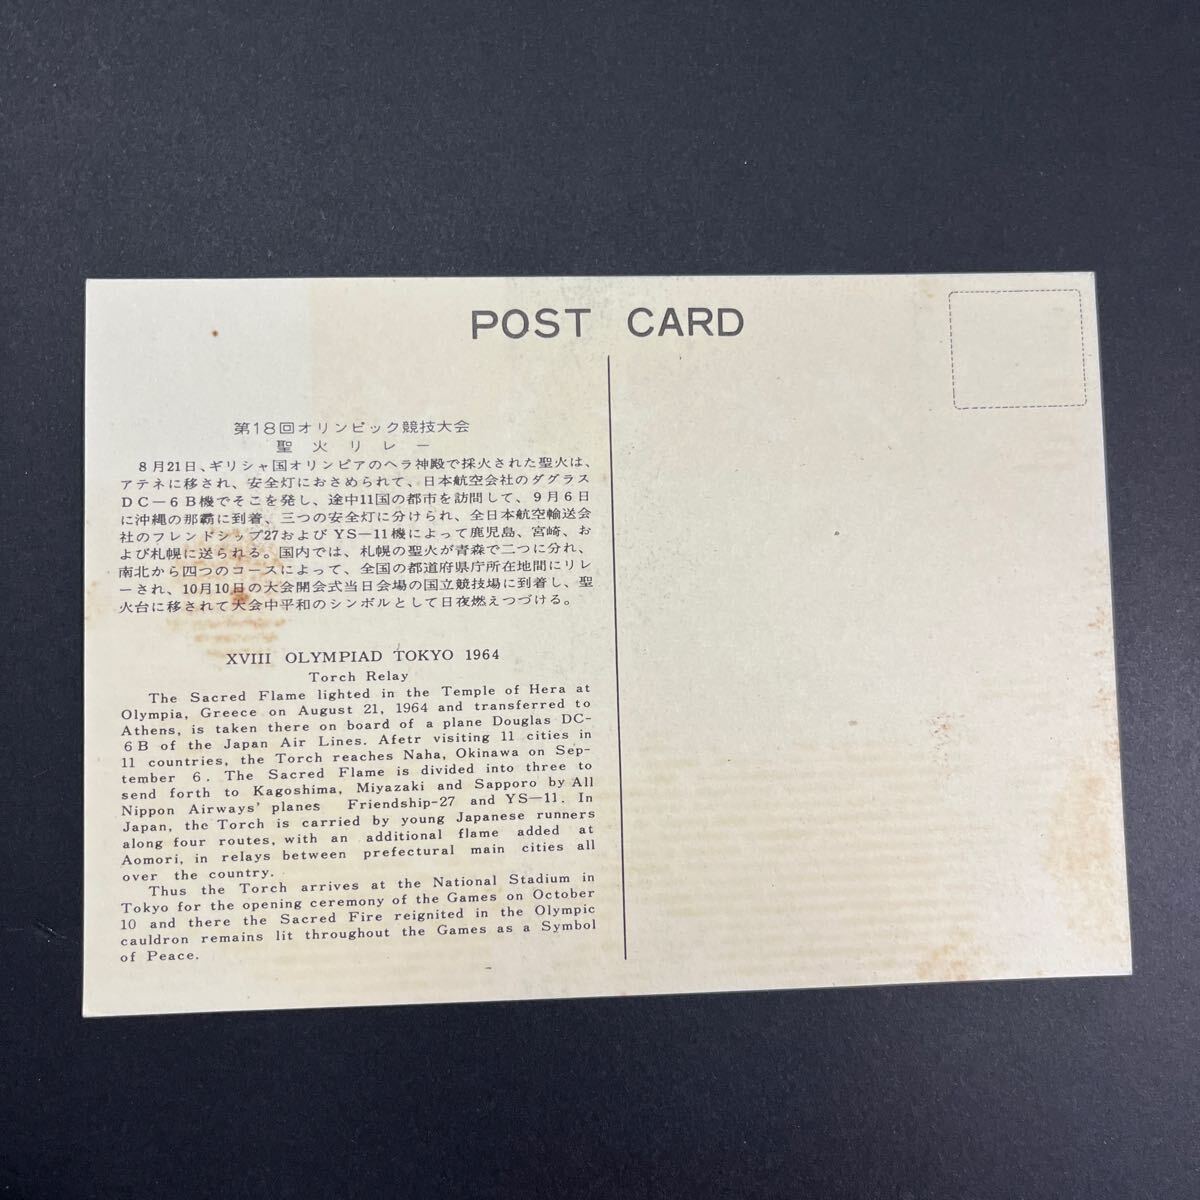 POST CARD
第18回オリンピック競技大会
聖火リレー
8月21日、ギリシャ国オリンピアのヘラ神殿で採火された聖火は、
アテネに移され、安全灯におさめられて、日本航空会社のダグラス
DC－6B機でそこを発し、途中11国の都市を訪問して、9月6日
に沖縄の那覇に到着、三つの安全灯に分けられ、全日本航空輸送会
社のフレンドシップ27および YS－11機によって鹿児島、宮崎、お
よび札幌に送られる。国内では、札幌の聖火が青森で二つに分れ、
南北から四つのコースによって、全国の都道府県庁所在地間にリレ
ーされ、10月10日の大会開会式当日会場の国立競技場に到着し、聖
火台に移されて大会中平和のシンボルとして日夜燃えつづける。
XVIII OLYMPIAD TOKYO 1964
Torch Relay
The Sacred Flame lighted in the Temple of Hera at
Olympia, Greece on August 21, 1964 and transferred to
Athens, is taken there on board of a plane Douglas DC-
6B of the Japan Air Lines. Afetr visiting 11 cities in
11 countries, the Torch reaches Naha, Okinawa on Sep-
tember 6. The Sacred Flame is divided into three to
send forth to Kagoshima, Miyazaki and Sapporo by All
Nippon Airways' planes Friendship-27 and YS—11. In
Japan, the Torch is carried by young Japanese runners
along four routes, with an additional flame added at
Aomori, in relays between prefectural main cities all
over the country.
Thus the Torch arrives at the National Stadium in
Tokyo for the opening ceremony of the Games on October
10 and there the Sacred Fire reignited in the Olympic
cauldron remains lit throughout the Games as a Symbol
of Peace.